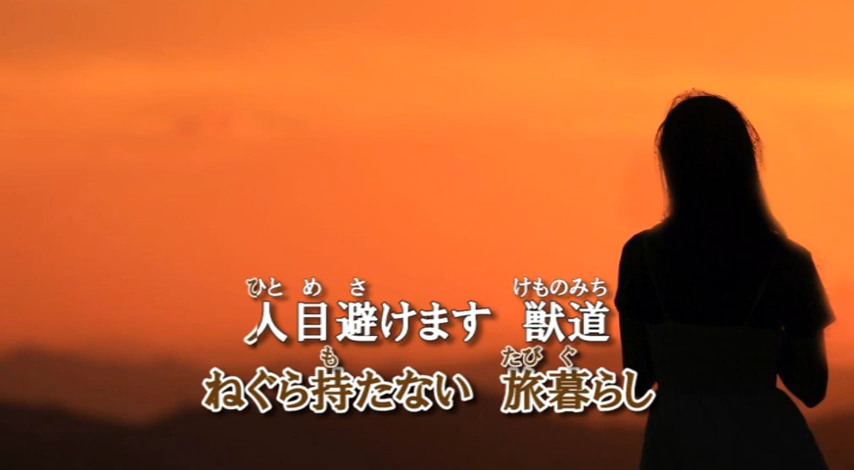 ひと め さ けものみち
人目避けます 獣道
も たび ぐ
ねぐら持たない 旅暮らし